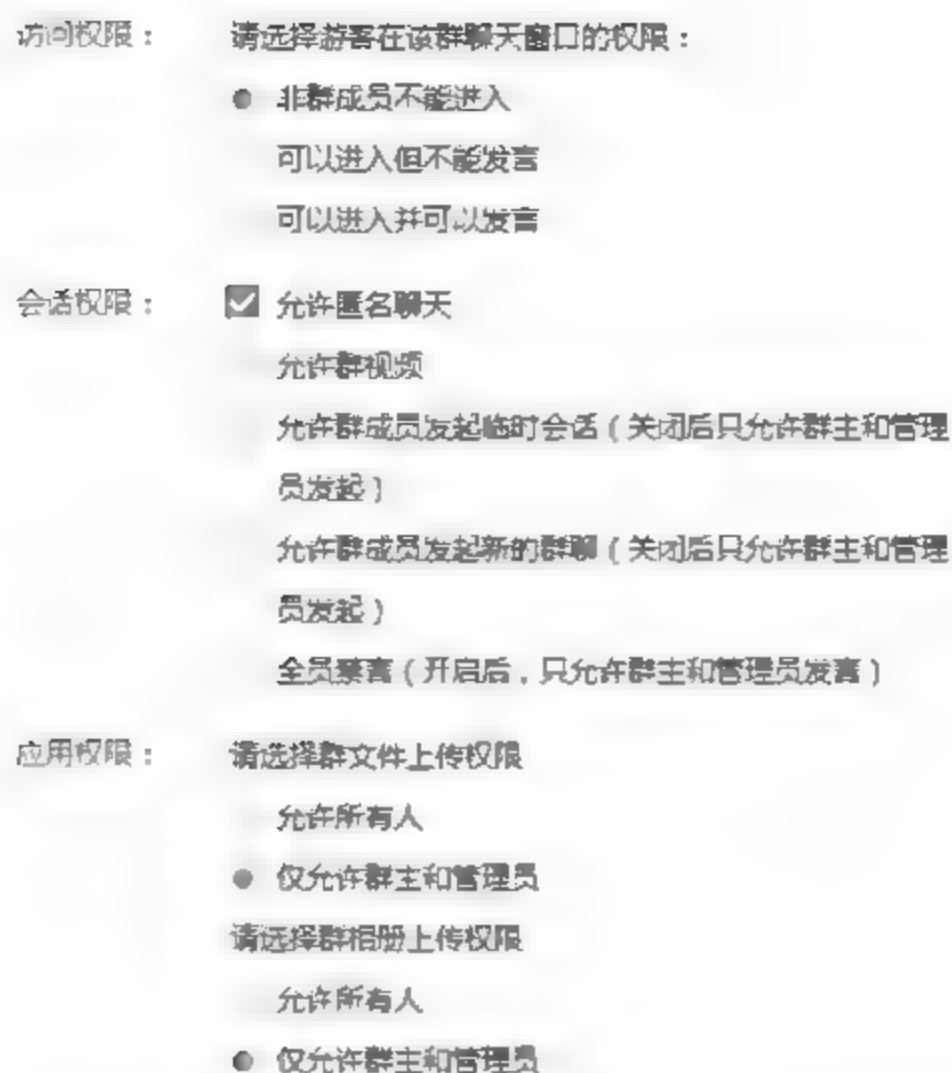 访问权限： 请选择游客在该群聊天窗口的权限：
非群成员不能进入
可以进入但不能发言
可以进入并可以发言
会话权限： 允许匿名聊天
允许群视频
允许群成员发起临时会话（关闭后只允许群主和管理
员发起）
允许群成员发起新的群聊（关闭后只允许群主和管理
员发起）
全员禁言（开启后，只允许群主和管理员发言）
应用权限： 请选择群文件上传权限
允许所有人
仅允许群主和管理员
请选择群相册上传权限
允许所有人
仅允许群主和管理员